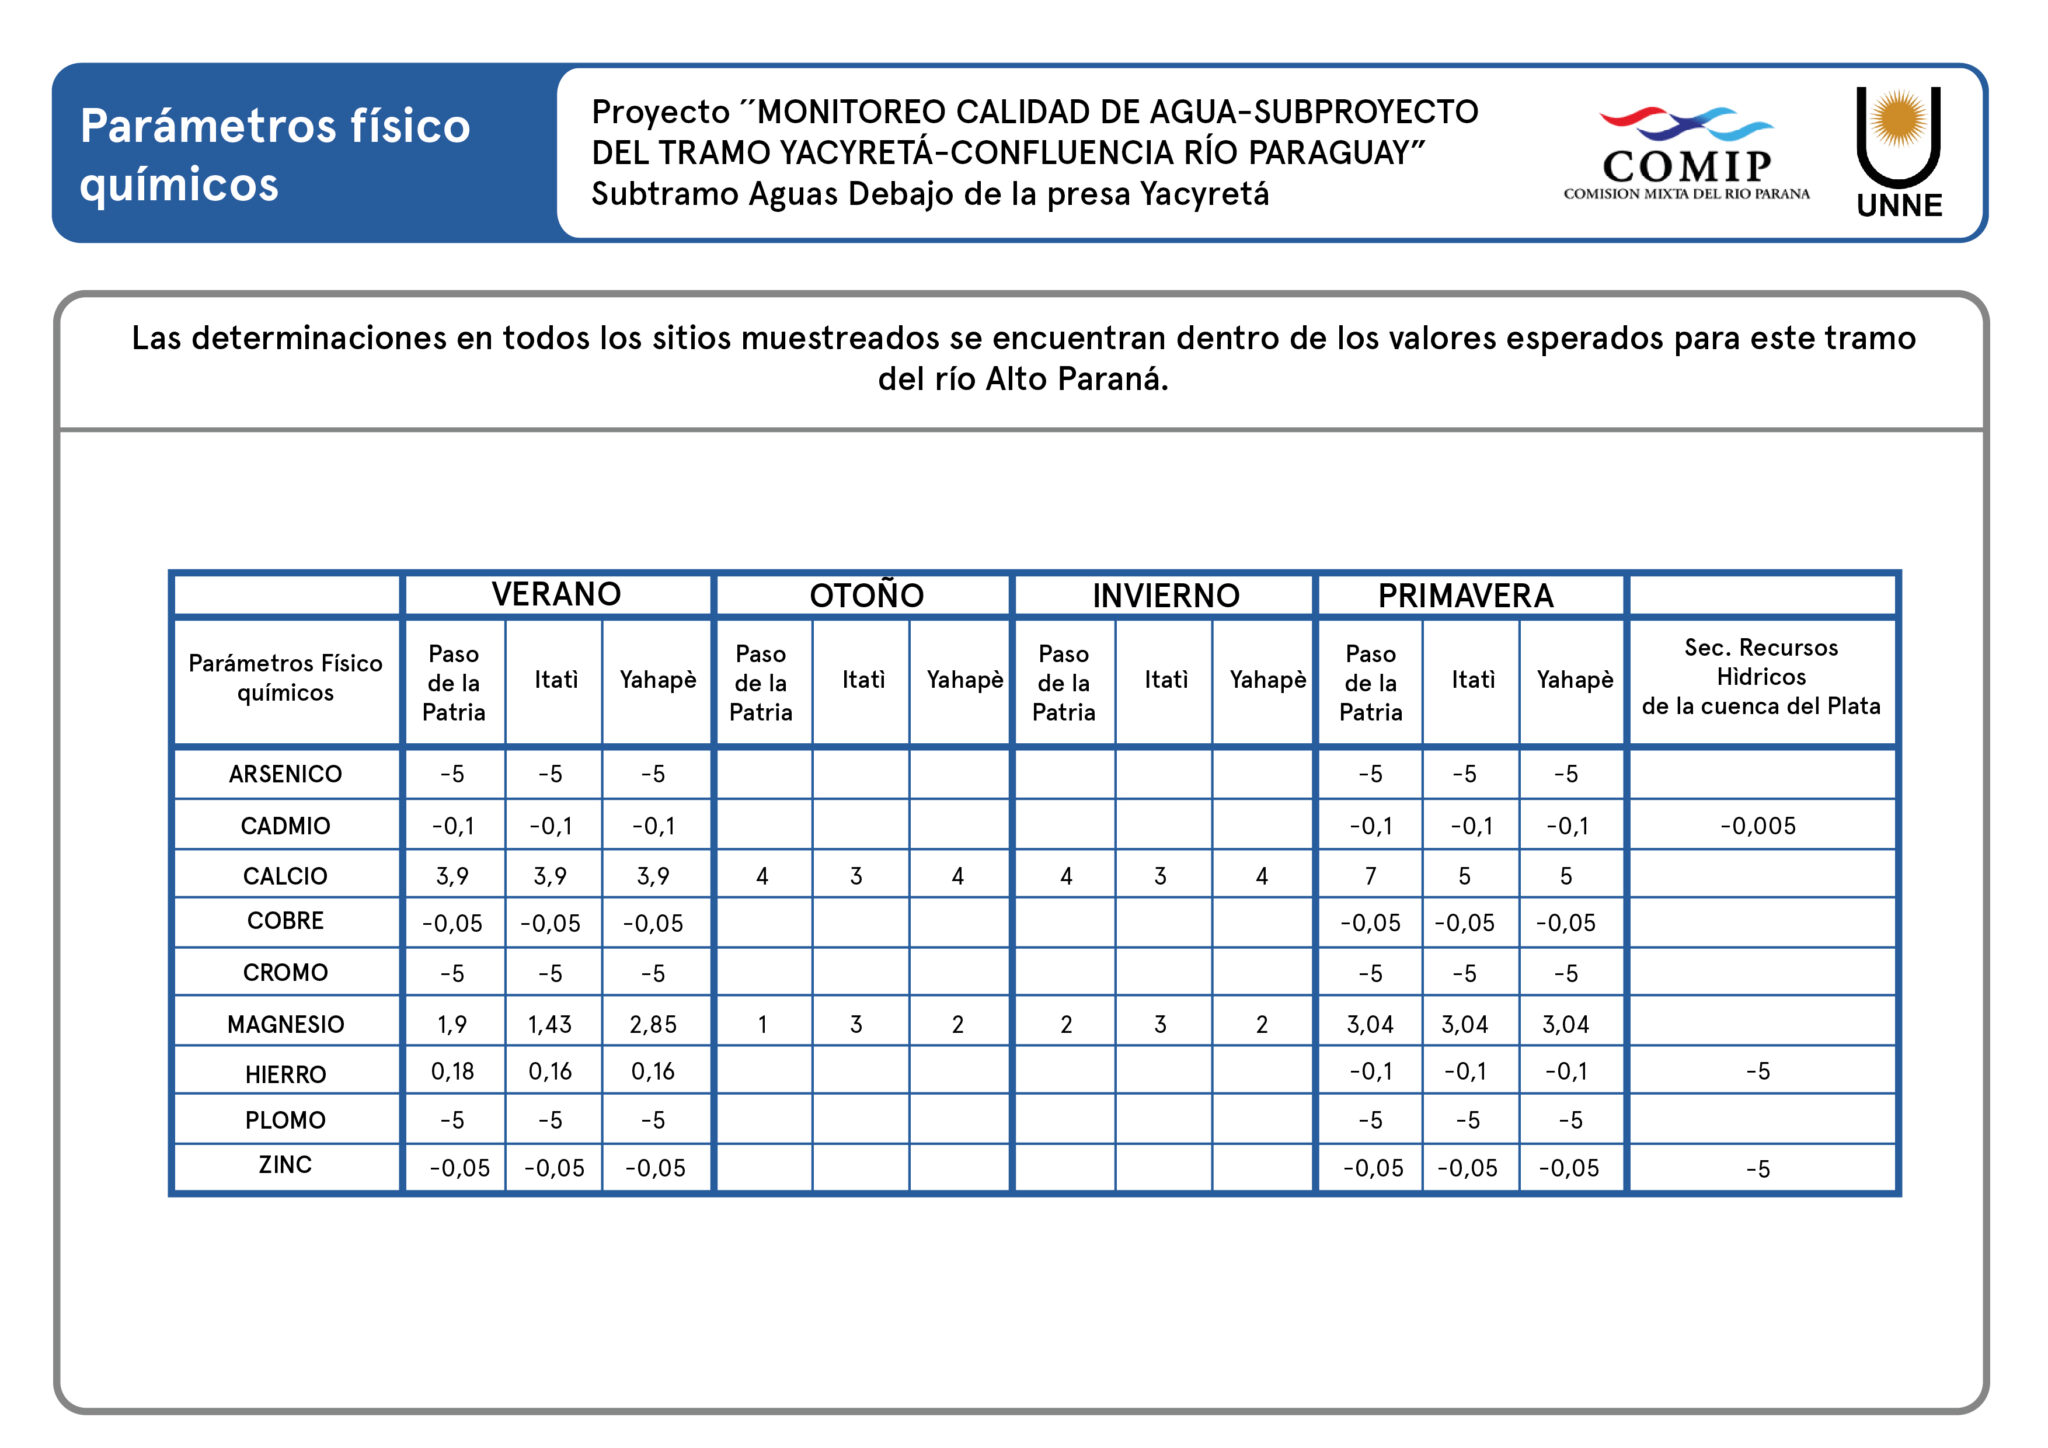 Parámetros físico
químicos
Proyecto ´´MONITOREO CALIDAD DE AGUA-SUBPROYECTO
DEL TRAMO YACYRETÁ-CONFLUENCIA RÍO PARAGUAY”
Subtramo Aguas Debajo de la presa Yacyretá
COMIP
COMISION MIXTA DEL RIO PARANA
UNNE
Las determinaciones en todos los sitios muestreados se encuentran dentro de los valores esperados para este tramo
del río Alto Paraná.
VERANO OTOÑO INVIERNO PRIMAVERA
Parámetros Físico
químicos
Paso
de la
Patria
Itatì
Yahapè
Paso
de la
Patria
Itatì
Yahapè
Paso
de la
Patria
Itatì
Yahapè
Paso
de la
Patria
Itatì
Yahapè
Sec. Recursos
Hìdricos
de la cuenca del Plata
ARSENICO -5 -5 -5 -5 -5 -5
CADMIO -0,1 -0,1 -0,1 -0,1 -0,1 -0,1 -0,005
CALCIO 3,9 3,9 3,9 4 3 4 4 3 4 7 5 5
COBRE -0,05 -0,05 -0,05 -0,05 -0,05 -0,05
CROMO -5 -5 -5 -5 -5 -5
MAGNESIO 1,9 1,43 2,85 1 3 2 2 3 2 3,04 3,04 3,04
HIERRO 0,18 0,16 0,16 -0,1 -0,1 -0,1 -5
PLOMO -5 -5 -5 -5 -5 -5
ZINC -0,05 -0,05 -0,05 -0,05 -0,05 -0,05 -5